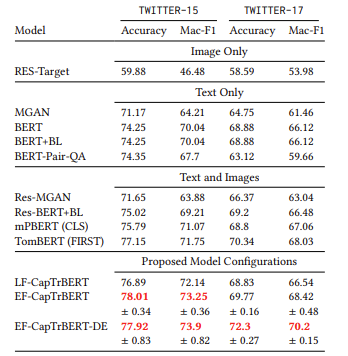 TWITTER-15 TWITTER-17
Model Accuracy Mac-F1 Accuracy Mac-F1
Image Only
RES-Target 59.88 46.48 58.59 53.98
Text Only
MGAN 71.17 64.21 64.75 61.46
BERT 74.25 70.04 68.88 66.12
BERT+BL 74.25 70.04 68.88 66.12
BERT-Pair-QA 74.35 67.7 63.12 59.66
Text and Images
Res-MGAN 71.65 63.88 66.37 63.04
Res-BERT+BL 75.02 69.21 69.2 66.48
mPBERT (CLS) 75.79 71.07 68.8 67.06
TomBERT (FIRST) 77.15 71.75 70.34 68.03
Proposed Model Configurations
LF-CapTrBERT 76.89 72.14 68.83 66.54
EF-CapTrBERT 78.01 73.25 69.77 68.42
± 0.34 ± 0.36 ± 0.16 ± 0.48
EF-CapTrBERT-DE 77.92 73.9 72.3 70.2
± 0.83 ± 0.82 ± 0.27 ± 0.15